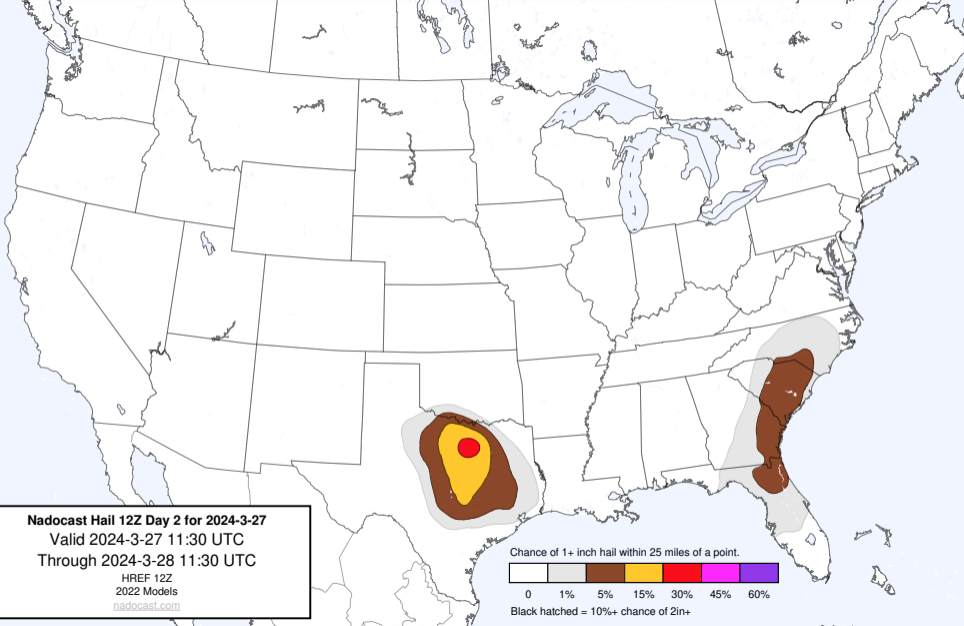 Nadocast Hail 12Z Day 2 for 2024-3-27
Valid 2024-3-27 11:30 UTC
Through 2024-3-28 11:30 UTC
HREF 12Z
2022 Models
nadocast.com
Chance of 1+ inch hail within 25 miles of a point.
0 1% 5% 15% 30% 45% 60%
Black hatched = 10%+ chance of 2in+